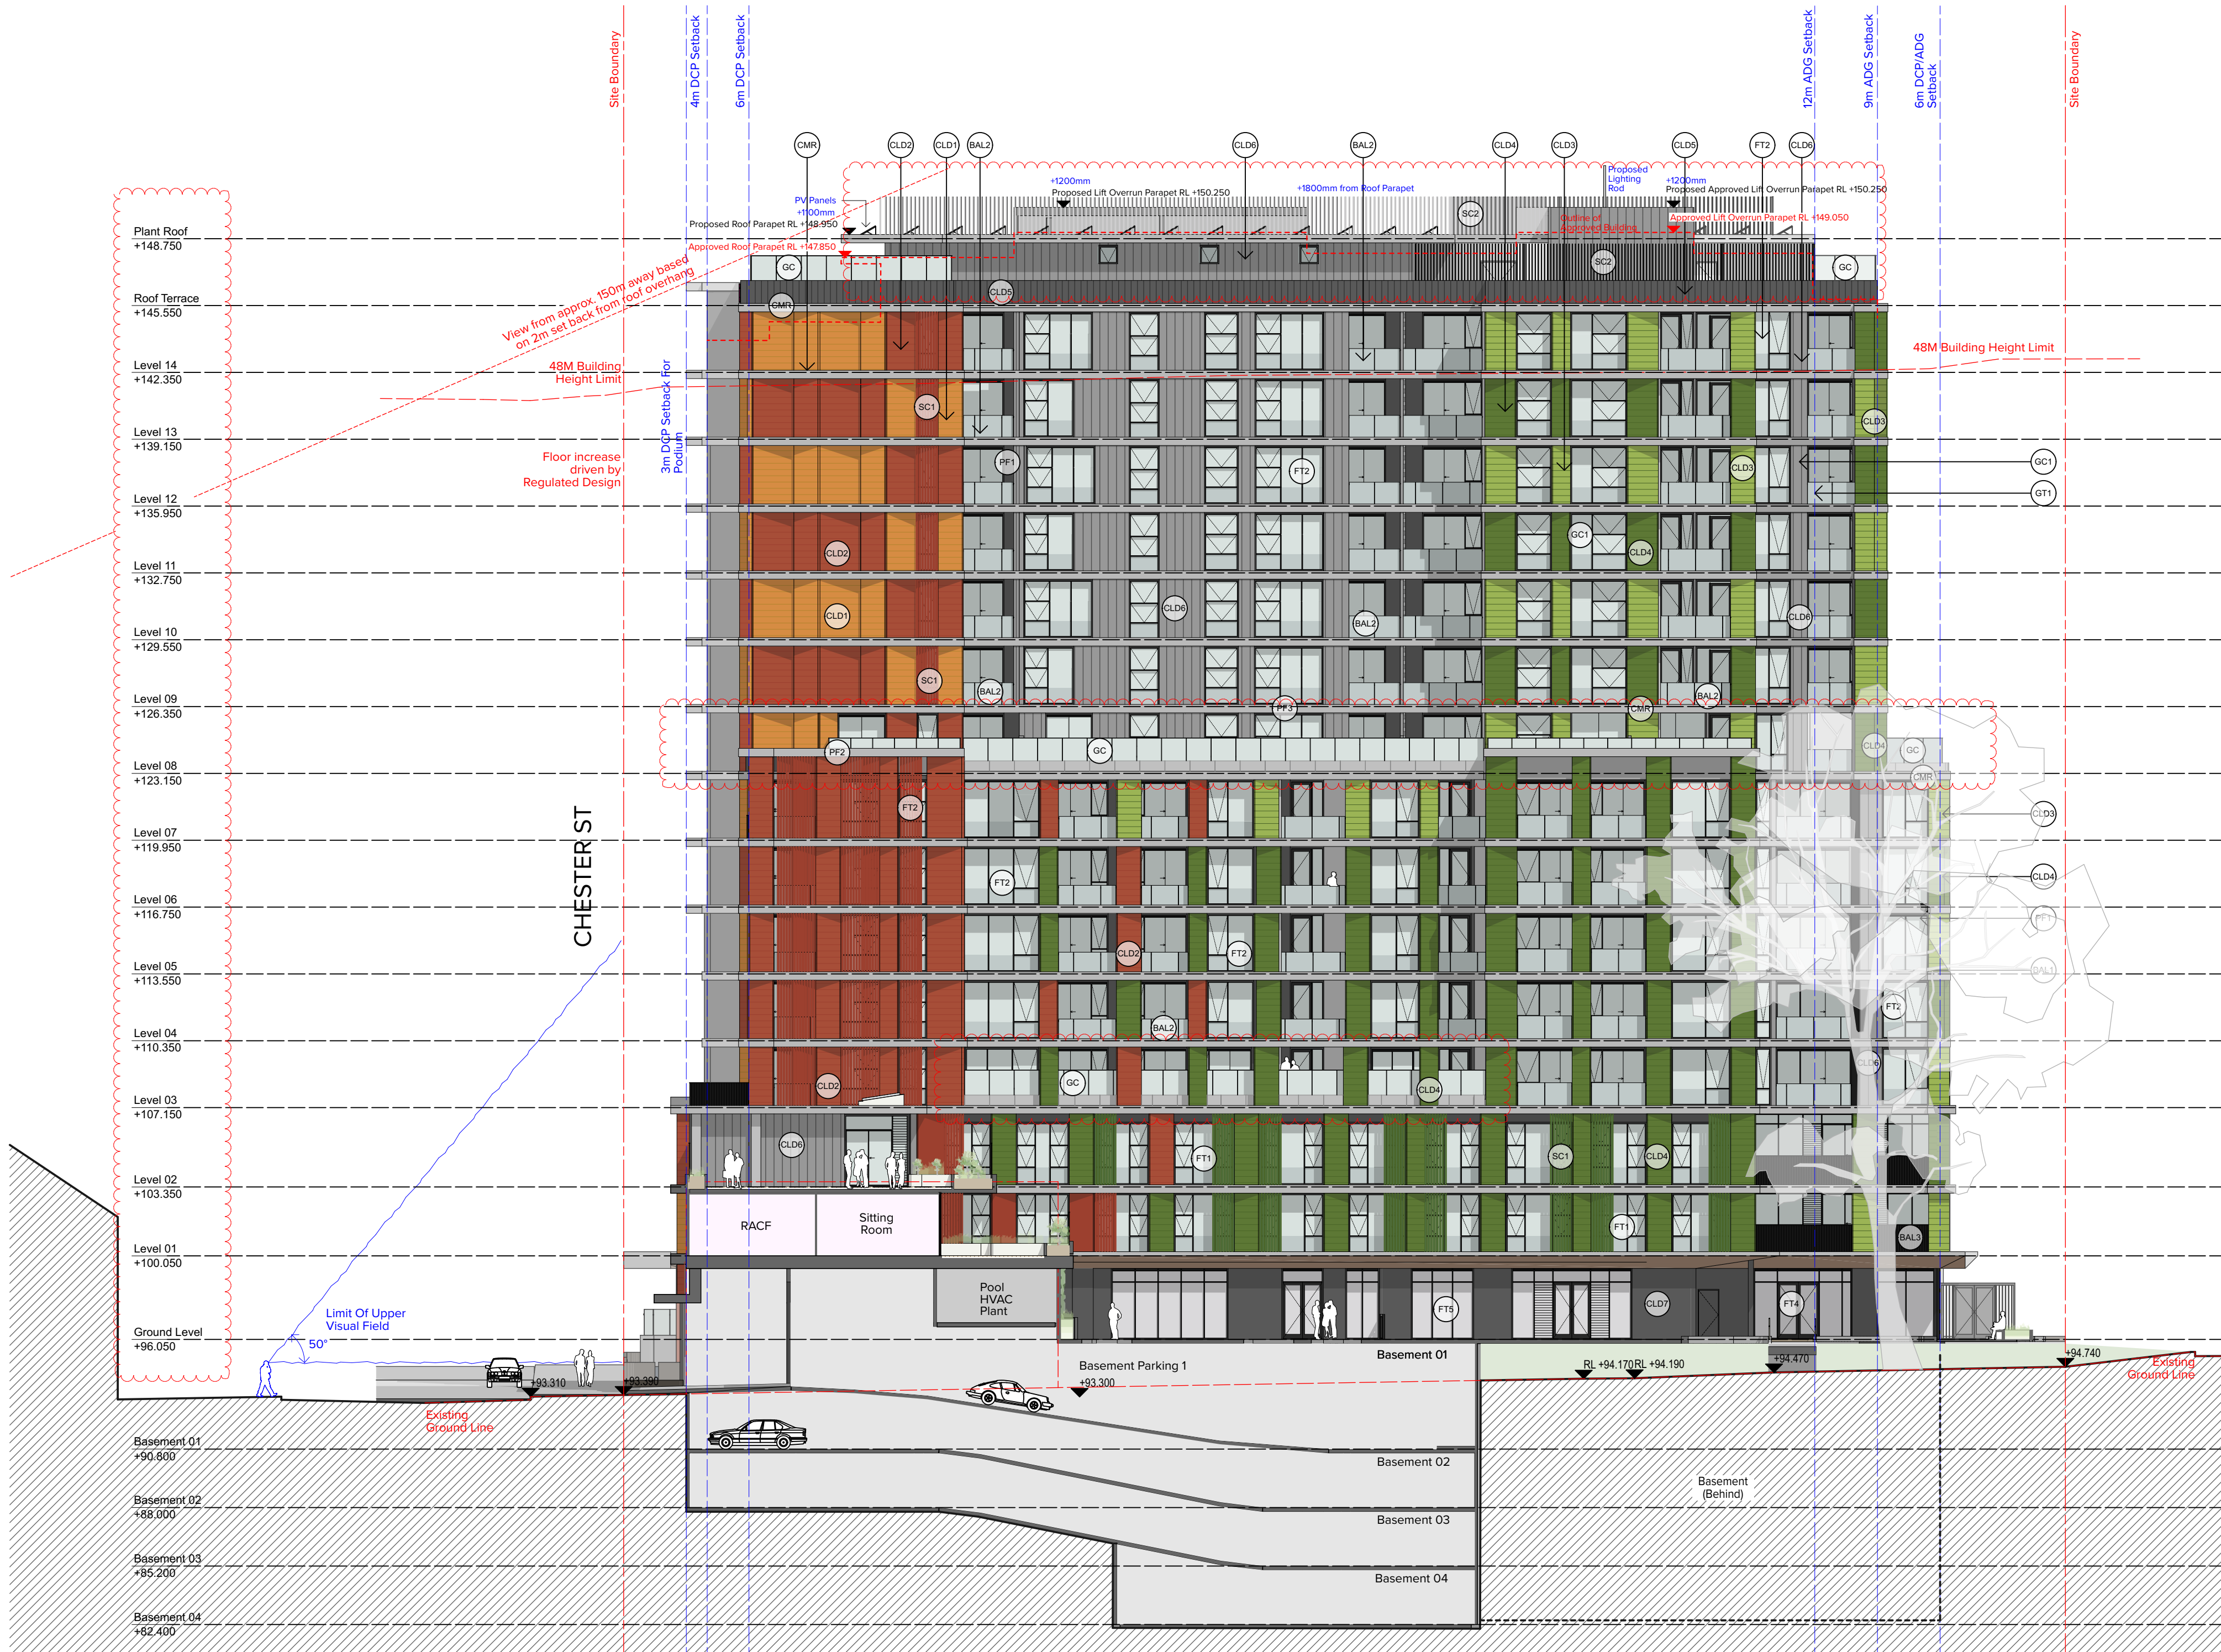 Site Boundary
4m DCP Setback
6m DCP Setback
12m ADG Setback
9m ADG Setback
6m DCP/ADG
Setback
Site Boundary
CMR
CLD2
CLD1
BAL2
CLD6
BAL2
CLD4
CLD3
CLD5
FT2
CLD6
PV Panels
+1100mm
Proposed Roof Parapet RL +148.950
Approved Roof Parapet RL +147.850
+1200mm
Proposed Lift Overrun Parapet RL +150.250
+1800mm from Roof Parapet
Proposed
Lighting
Rod
+1200mm
Proposed Approved Lift Overrun Parapet RL +150.250
Outline of
Approved Building
Approved Lift Overrun Parapet RL +149.050
SC2
SC2
GC
GC
CLD5
CMR
Plant Roof
+148.750
Roof Terrace
+145.550
Level 14
+142.350
Level 13
+139.150
Level 12
+135.950
Level 11
+132.750
Level 10
+129.550
Level 09
+126.350
Level 08
+123.150
Level 07
+119.950
Level 06
+116.750
Level 05
+113.550
Level 04
+110.350
Level 03
+107.150
Level 02
+103.350
Level 01
+100.050
Ground Level
+96.050
Basement 01
+90.800
Basement 02
+88.000
Basement 03
+85.200
Basement 04
+82.400
View from approx. 150m away based
on 2m set back from roof overhang
48M Building
Height Limit
48M Building Height Limit
3m DCP Setback For
Podium
Floor increase
driven by
Regulated Design
CHESTER ST
SC1
CLD3
PF1
FT2
CLD3
GC1
GT1
CLD2
GC1
CLD4
CLD1
CLD6
BAL2
CLD6
SC1
BAL2
BAL2
PF3
CMR
PF2
GC
CLD4
GC
CMR
FT2
CLD3
FT2
CLD4
PF1
CLD2
FT2
BAL1
FT2
BAL2
CLD6
CLD2
GC
CLD4
CLD6
FT1
SC1
CLD4
RACF
Sitting
Room
FT1
BAL3
Pool
HVAC
Plant
FT5
CLD7
FT4
Limit Of Upper
Visual Field
50°
Basement 01
Basement Parking 1
+93.300
RL +94.170
RL +94.190
+94.470
+94.740
Existing
Ground Line
+93.310
+93.390
Existing
Ground Line
Basement 02
Basement
(Behind)
Basement 03
Basement 04